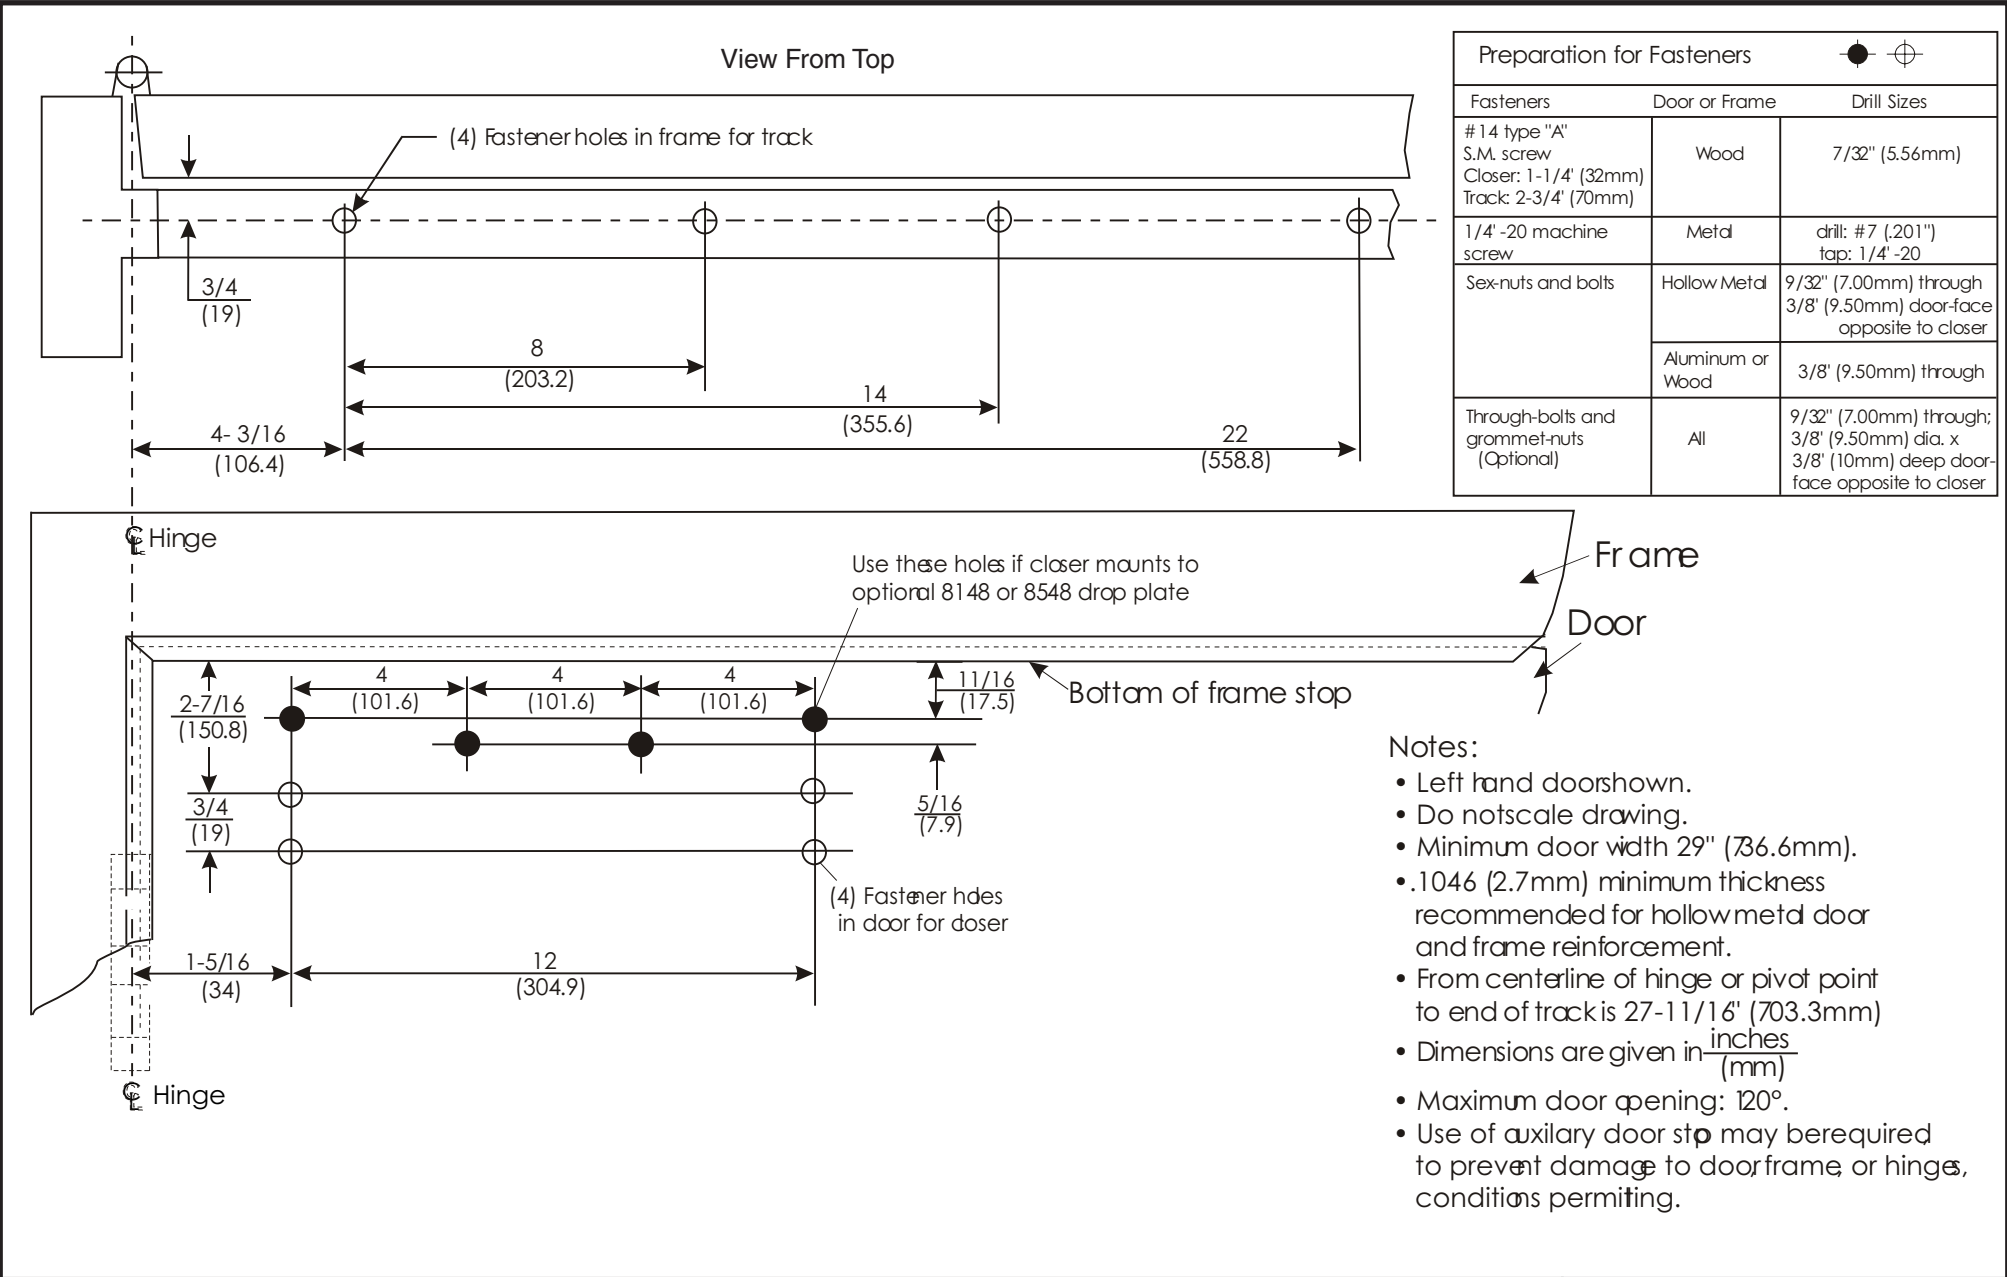 View From Top
(4) Fastener holes in frame for track
3/4
(19)
8
(203.2)
14
(355.6)
4- 3/16
(106.4)
22
(558.8)
Preparation for Fasteners
Fasteners Door or Frame Drill Sizes
#14 type "A"
S.M. screw
Closer: 1-1/4' (32mm)
Track: 2-3/4' (70mm)
Wood
7/32" (5.56mm)
1/4' -20 machine
screw
Metal
drill: #7 (.201")
tap: 1/4' -20
Sex-nuts and bolts
Hollow Metal
9/32" (7.00mm) through
3/8' (9.50mm) door-face
opposite to closer
Aluminum or
Wood
3/8' (9.50mm) through
Through-bolts and
grommet-nuts
(Optional)
All
9/32" (7.00mm) through;
3/8' (9.50mm) dia. x
3/8' (10mm) deep door-
face opposite to closer
℄ Hinge
Use these holes if closer mounts to
optional 8148 or 8548 drop plate
Frame
Door
4
(101.6)
4
(101.6)
4
(101.6)
11/16
(17.5)
Bottom of frame stop
2-7/16
(150.8)
3/4
(19)
5/16
(7.9)
(4) Fastener holes
in door for closer
1-5/16
(34)
12
(304.9)
℄ Hinge
Notes:
• Left hand door shown.
• Do not scale drawing.
• Minimum door width 29" (736.6mm).
• .1046 (2.7mm) minimum thickness
recommended for hollow metal door
and frame reinforcement.
• From centerline of hinge or pivot point
to end of track is 27-11/16" (703.3mm)
• Dimensions are given in inches
(mm)
• Maximum door opening: 120°.
• Use of auxilary door stop may be required
to prevent damage to door, frame, or hinges,
conditions permitting.